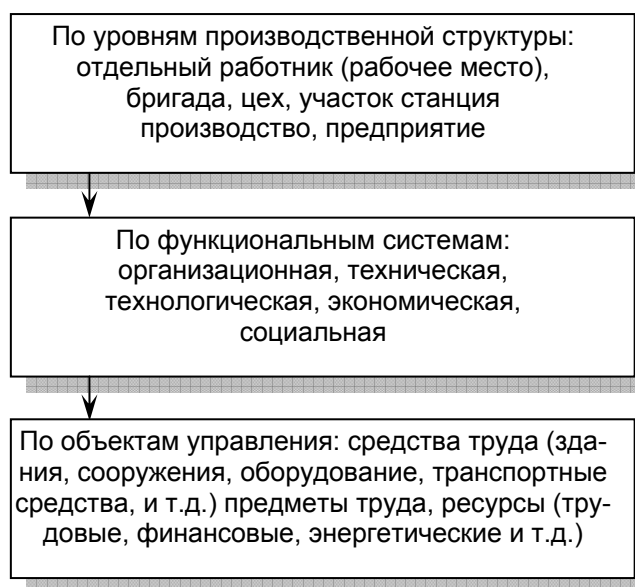 По уровням производственной структуры:
отдельный работник (рабочее место),
бригада, цех, участок станция
производство, предприятие
По функциональным системам:
организационная, техническая,
технологическая, экономическая,
социальная
По объектам управления: средства труда (зда-
ния, сооружения, оборудование, транспортные
средства, и т.д.) предметы труда, ресурсы (тру-
довые, финансовые, энергетические и т.д.)